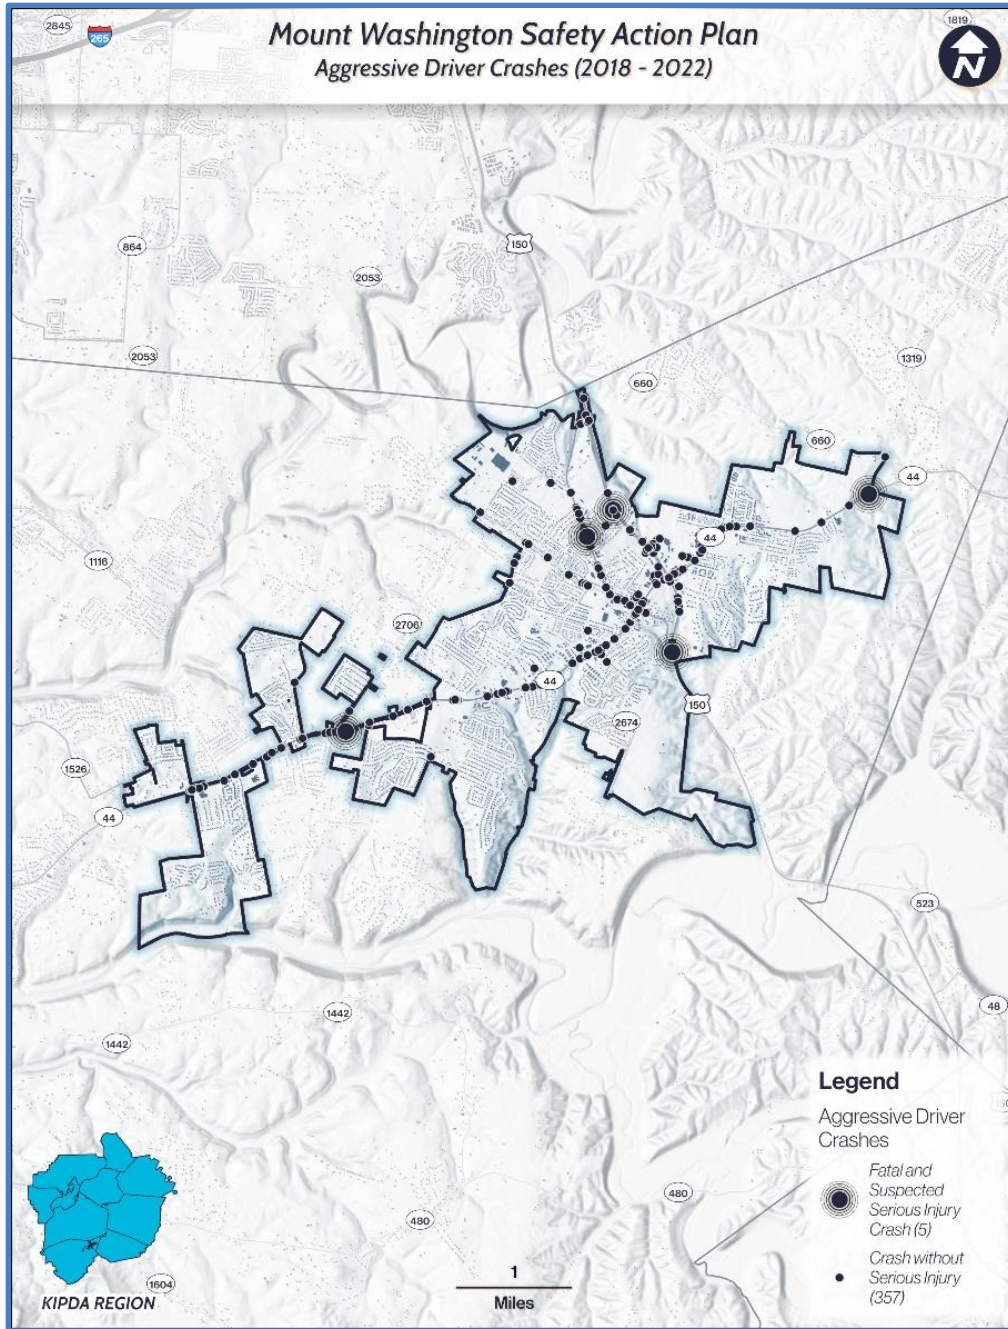 Mount Washington Safety Action Plan
Aggressive Driver Crashes (2018 - 2022)
N
2845
265
1819
150
864
2053
2053
1319
660
660
44
44
1116
2706
44
150
2674
1526
44
523
48
1442
1442
480
480
1604
KIPDA REGION
1
Miles
Legend
Aggressive Driver
Crashes
Fatal and
Suspected
Serious Injury
Crash (5)
Crash without
Serious Injury
(357)